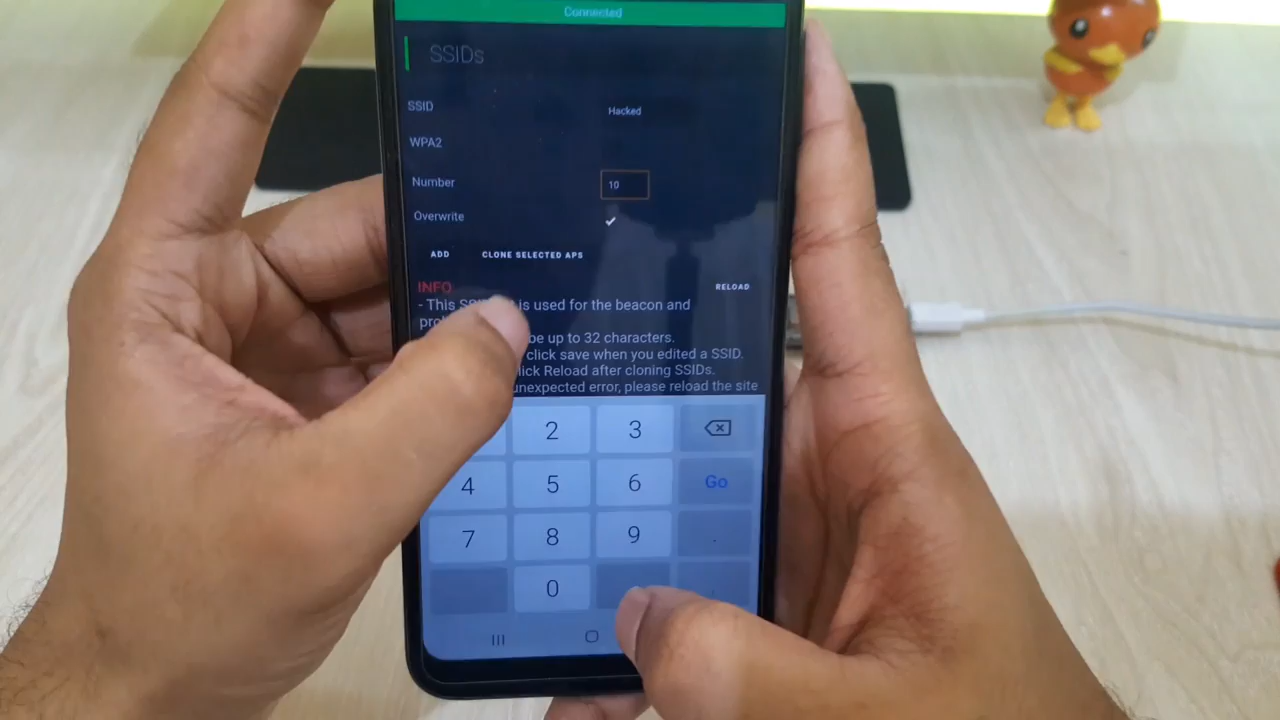 Connected
SSIDs
SSID
Hacked
WPA2
Number
10
Overwrite
ADD
CLONE SELECTED APS
INFO
RELOAD
- This is used for the beacon and
be up to 32 characters.
click save when you edited a SSID.
Reload after cloning SSIDs.
unexpected error, please reload the site
2
3
4
5
6
Go
7
8
9
.
0